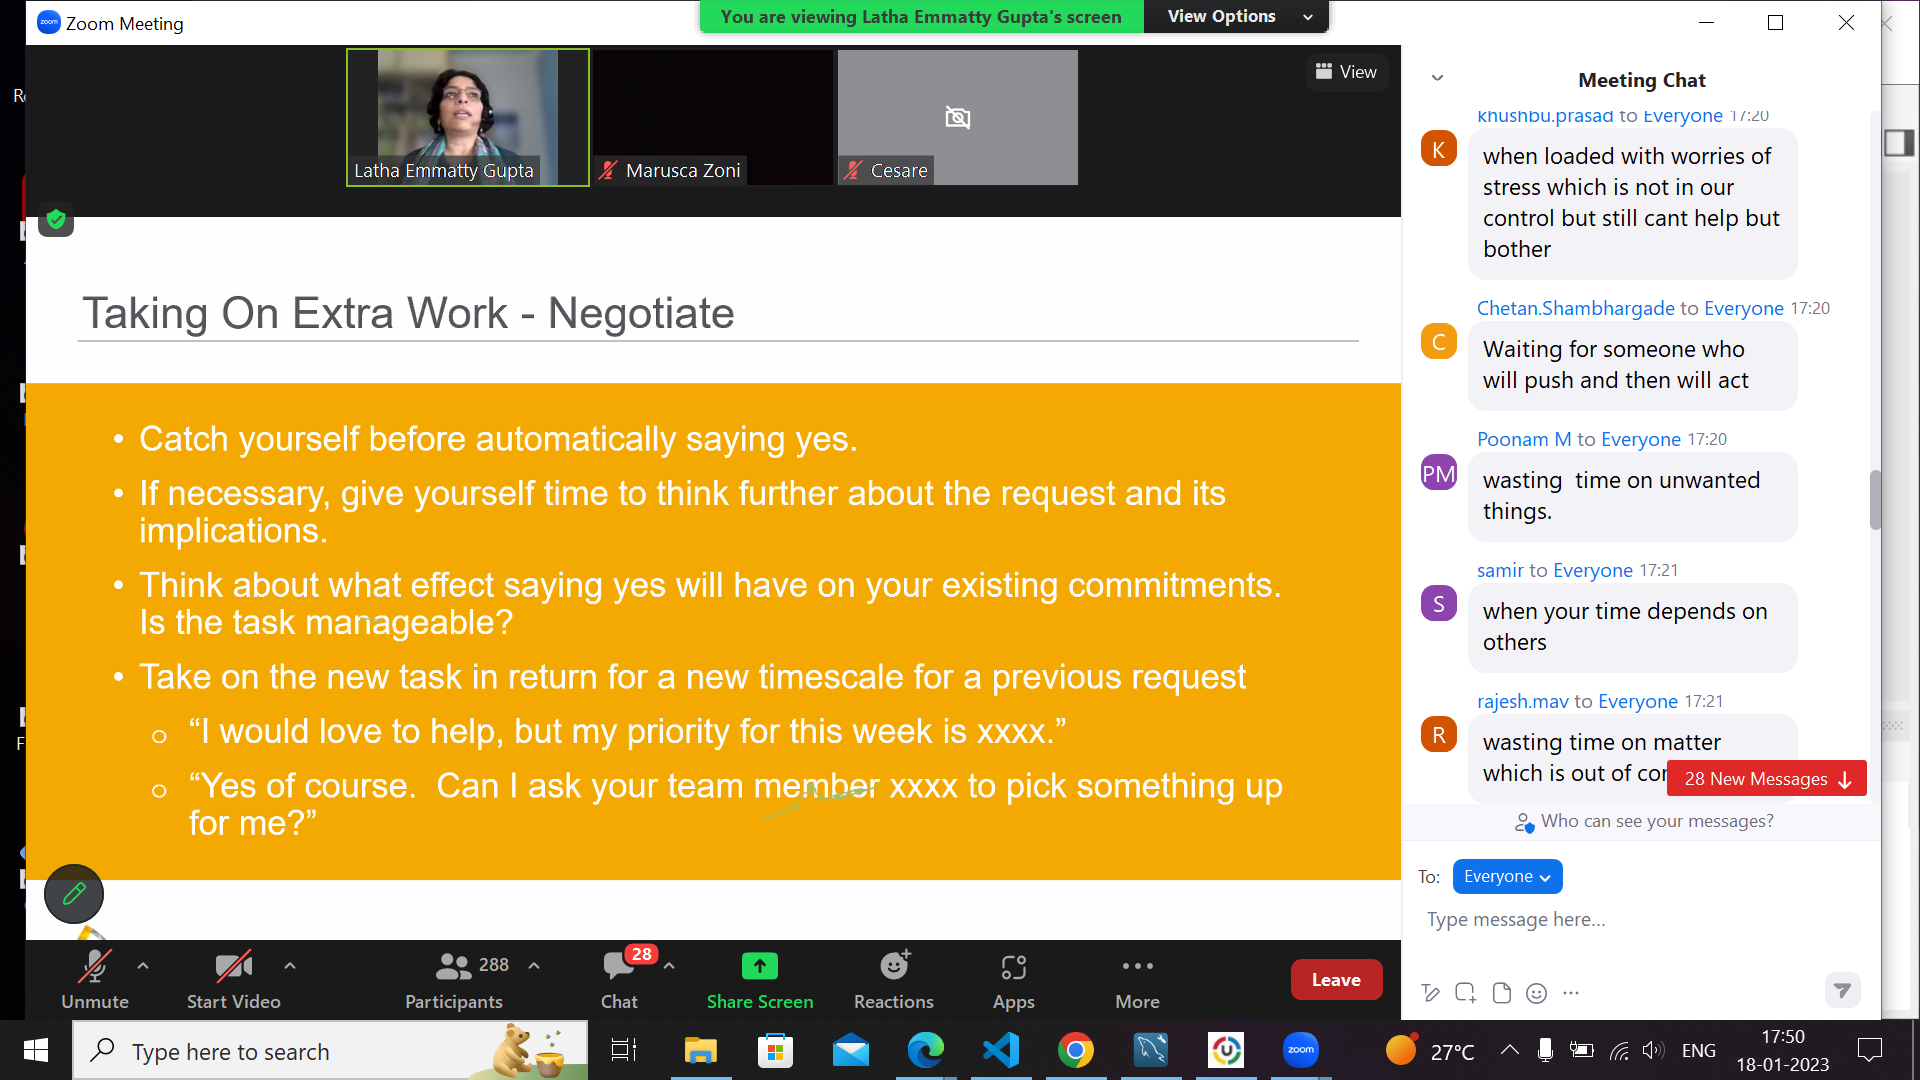 Zoom Meeting
You are viewing Latha Emmatty Gupta's screen
View Options
View
Latha Emmatty Gupta
Marusca Zoni
Cesare
Taking On Extra Work - Negotiate
• Catch yourself before automatically saying yes.
• If necessary, give yourself time to think further about the request and its
implications.
• Think about what effect saying yes will have on your existing commitments.
Is the task manageable?
• Take on the new task in return for a new timescale for a previous request
o “I would love to help, but my priority for this week is xxxx.”
o “Yes of course.  Can I ask your team member xxxx to pick something up
for me?”
Meeting Chat
khushbu.prasad to Everyone 17:20
K
when loaded with worries of
stress which is not in our
control but still cant help but
bother
Chetan.Shambhargade to Everyone 17:20
C
Waiting for someone who
will push and then will act
Poonam M to Everyone 17:20
PM
wasting  time on unwanted
things.
samir to Everyone 17:21
S
when your time depends on
others
rajesh.mav to Everyone 17:21
R
wasting time on matter
which is out of
28 New Messages
Who can see your messages?
To: Everyone
Type message here...
Unmute
Start Video
288
Participants
28
Chat
Share Screen
Reactions
Apps
More
Leave
Type here to search
zoom
27°C
ENG
17:50
18-01-2023